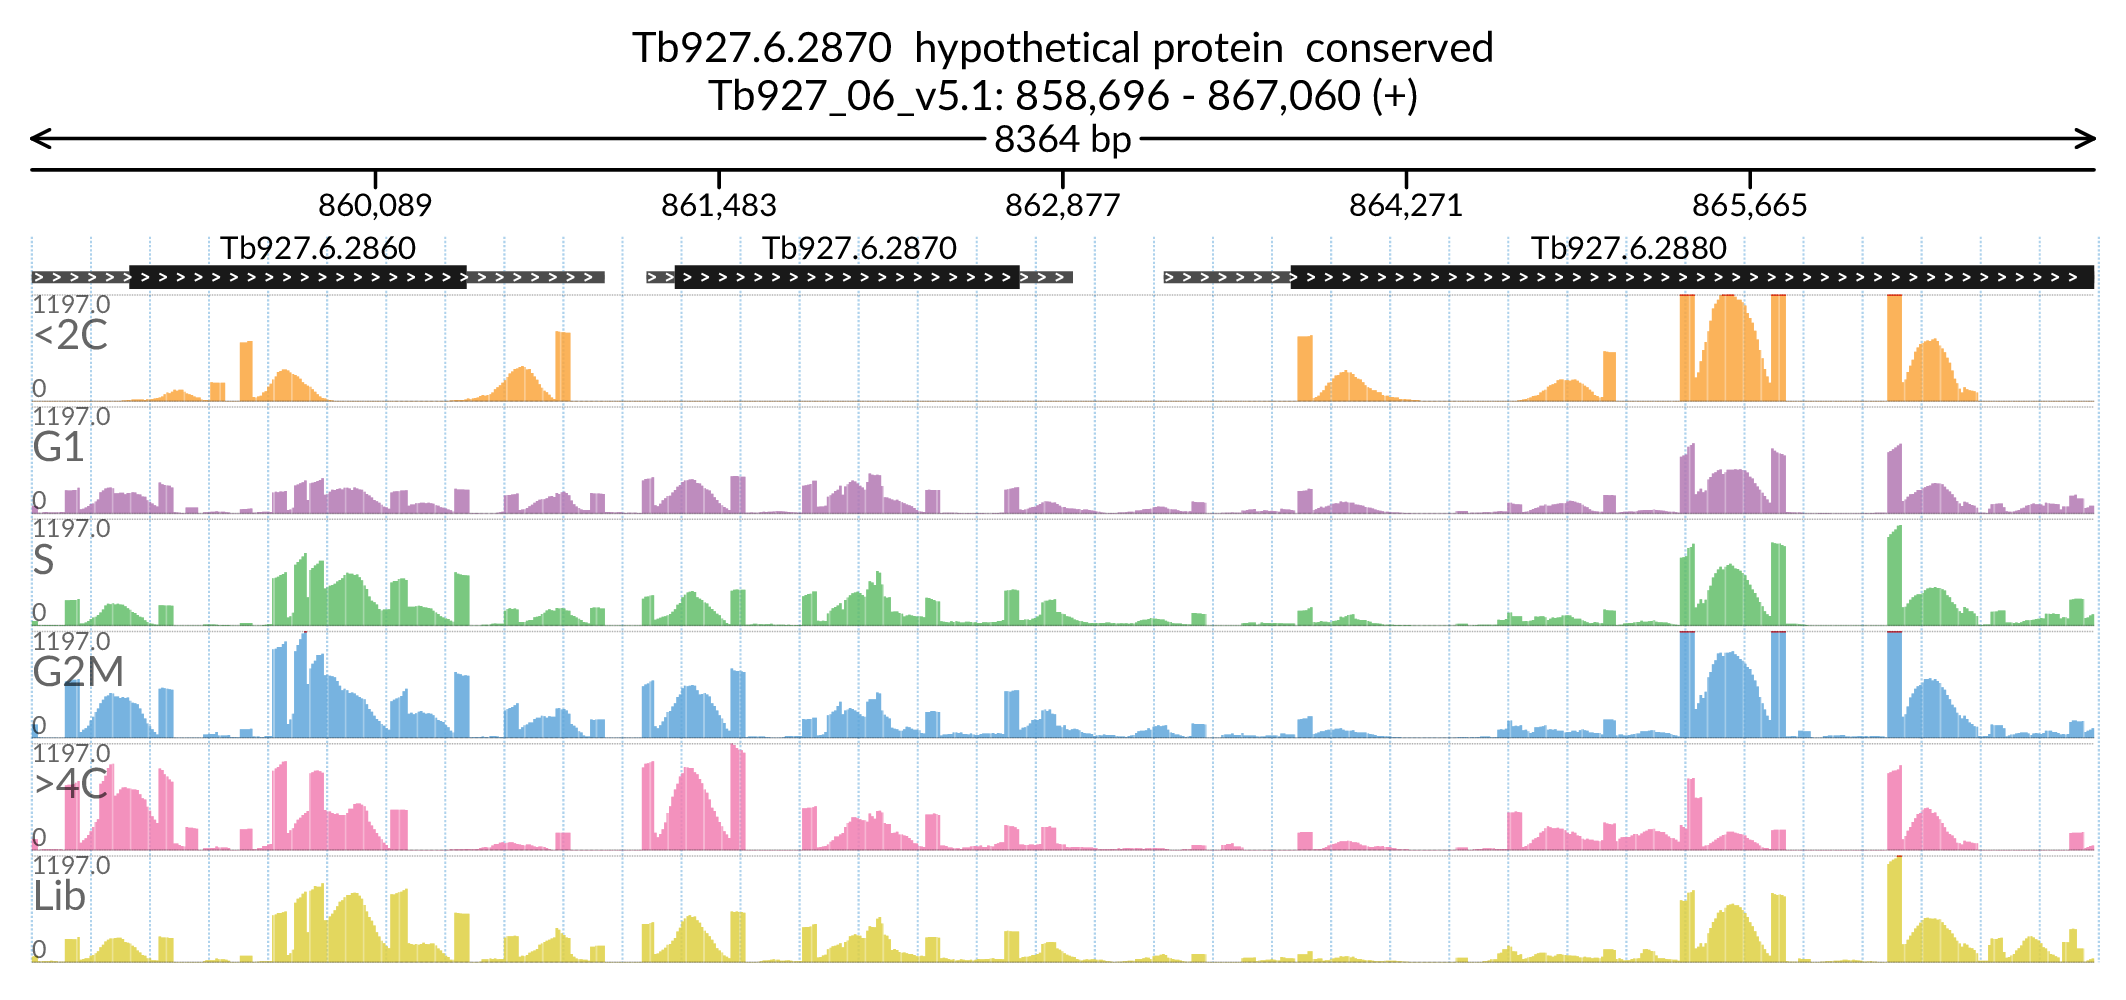 Tb927.6.2870 hypothetical protein conserved
Tb927_06_v5.1: 858,696 - 867,060 (+)
8364 bp
860,089 861,483 862,877 864,271 865,665
Tb927.6.2860 Tb927.6.2870 Tb927.6.2880
1197.0
<2C
0
1197.0
G1
0
1197.0
S
0
1197.0
G2M
0
1197.0
>4C
0
1197.0
Lib
0